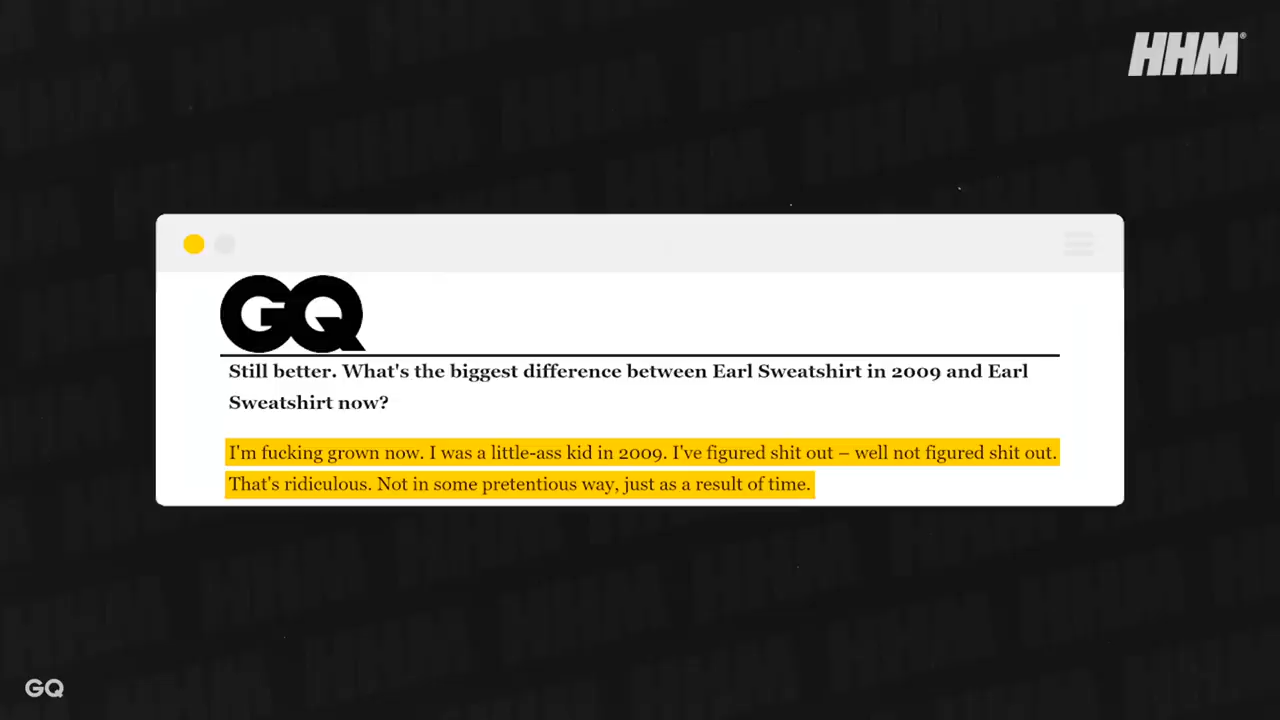 HHM®
GQ
Still better. What's the biggest difference between Earl Sweatshirt in 2009 and Earl
Sweatshirt now?
I'm fucking grown now. I was a little-ass kid in 2009. I've figured shit out – well not figured shit out.
That's ridiculous. Not in some pretentious way, just as a result of time.
GQ